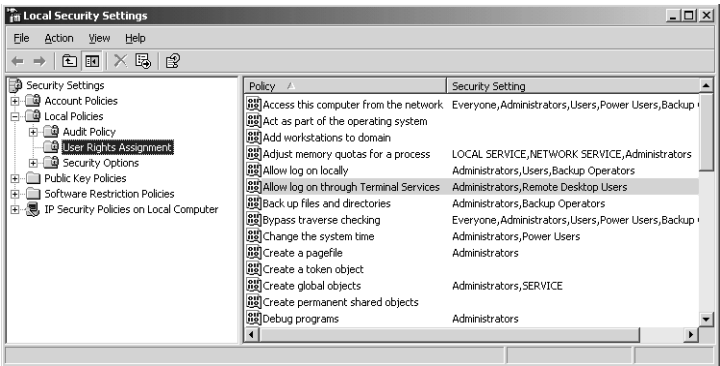 Local Security Settings
File Action View Help
Security Settings
Account Policies
Local Policies
Audit Policy
User Rights Assignment
Security Options
Public Key Policies
Software Restriction Policies
IP Security Policies on Local Computer
Policy Security Setting
Access this computer from the network Everyone,Administrators,Users,Power Users,Backup
Act as part of the operating system
Add workstations to domain
Adjust memory quotas for a process LOCAL SERVICE,NETWORK SERVICE,Administrators
Allow log on locally Administrators,Users,Backup Operators
Allow log on through Terminal Services Administrators,Remote Desktop Users
Back up files and directories Administrators,Backup Operators
Bypass traverse checking Everyone,Administrators,Users,Power Users,Backup
Change the system time Administrators,Power Users
Create a pagefile Administrators
Create a token object
Create global objects Administrators,SERVICE
Create permanent shared objects
Debug programs Administrators